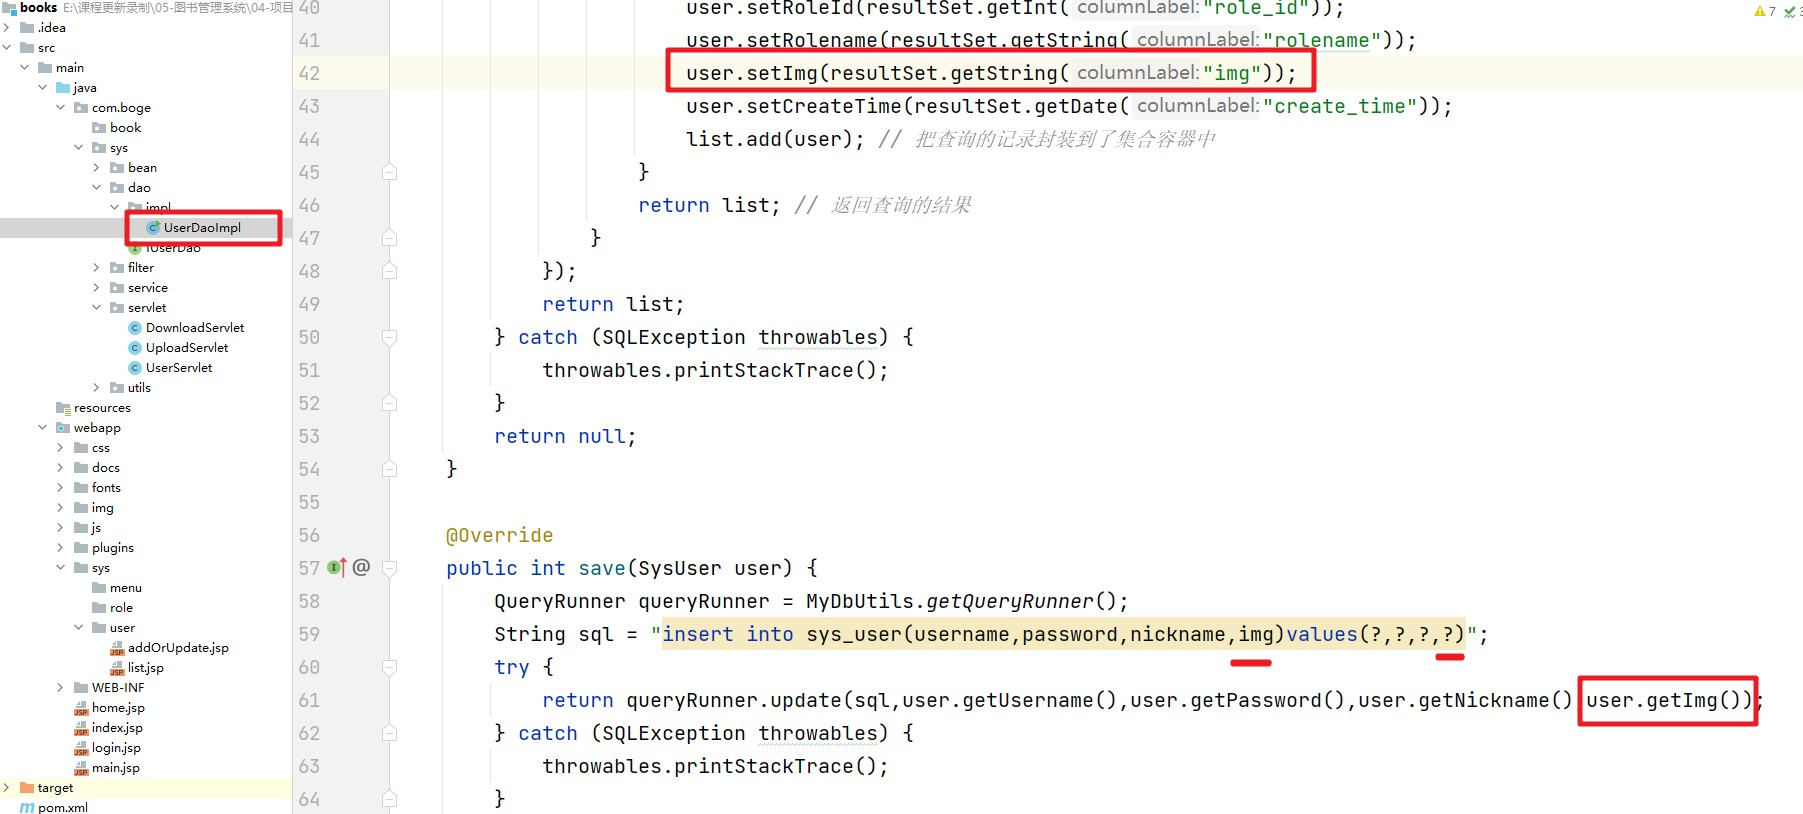 books E:\课程更新录制\05-图书管理系统\04-项目
.idea
src
main
java
com.boge
book
sys
bean
dao
impl
UserDaoImpl
IUserDao
filter
service
servlet
DownloadServlet
UploadServlet
UserServlet
utils
resources
webapp
css
docs
fonts
img
js
plugins
sys
menu
role
user
addOrUpdate.jsp
list.jsp
WEB-INF
home.jsp
index.jsp
login.jsp
main.jsp
target
pom.xml
7
40 user.setRoleId(resultSet.getInt( columnLabel: "role_id"));
41 user.setRolename(resultSet.getString( columnLabel: "rolename"));
42 user.setImg(resultSet.getString( columnLabel: "img"));
43 user.setCreateTime(resultSet.getDate( columnLabel: "create_time"));
44 list.add(user); // 把查询的记录封装到了集合容器中
45 }
46 return list; // 返回查询的结果
47 }
48 });
49 return list;
50 } catch (SQLException throwables) {
51 throwables.printStackTrace();
52 }
53 return null;
54 }
55
56 @Override
57 public int save(SysUser user) {
58 QueryRunner queryRunner = MyDbUtils.getQueryRunner();
59 String sql = "insert into sys_user(username,password,nickname,img)values(?,?,?,?)";
60 try {
61 return queryRunner.update(sql,user.getUsername(),user.getPassword(),user.getNickname(),user.getImg());
62 } catch (SQLException throwables) {
63 throwables.printStackTrace();
64 }